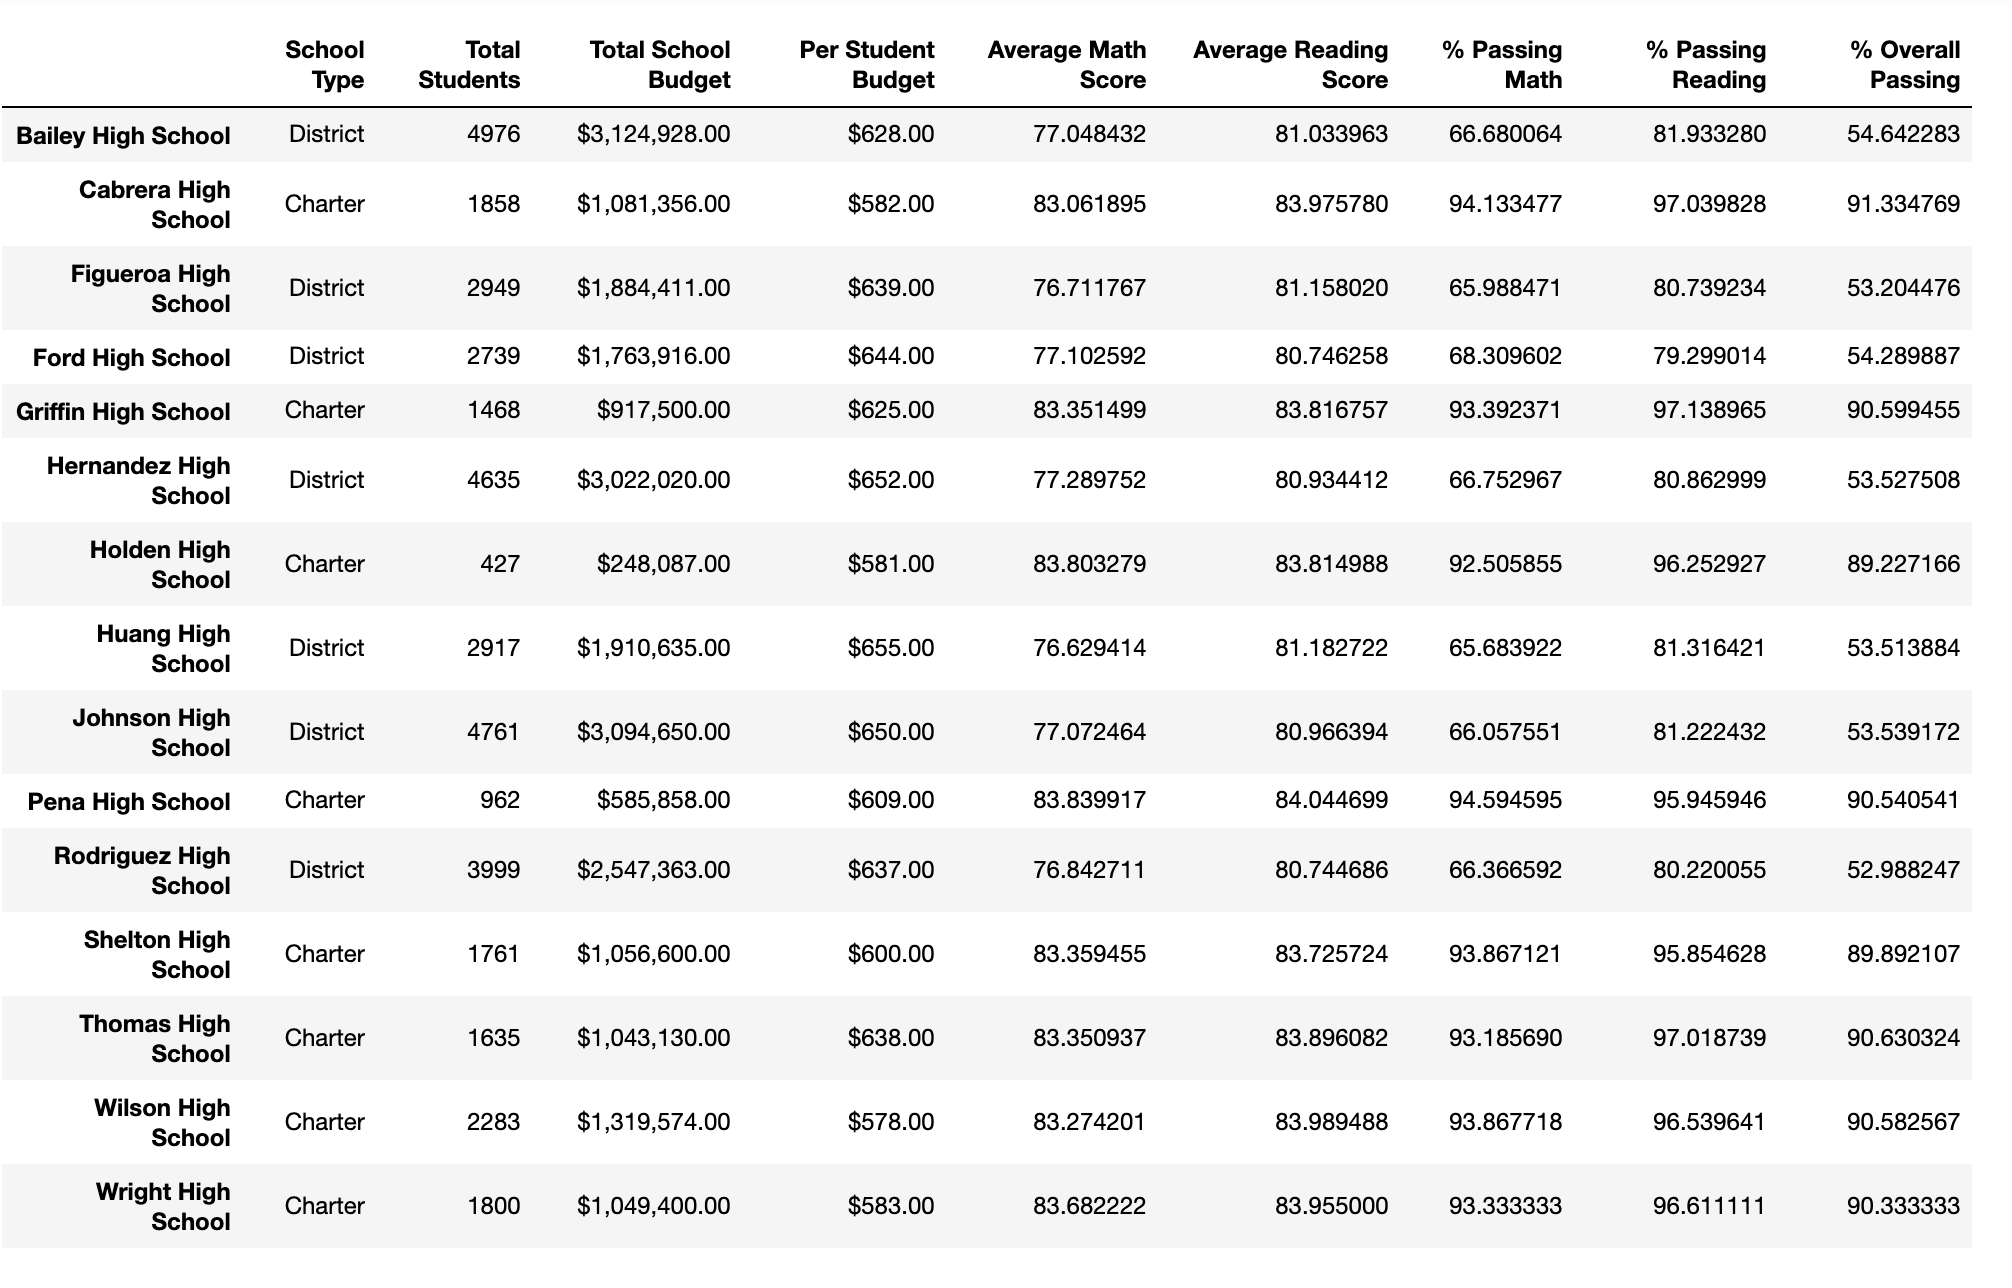 School Type Total Students Total School Budget Per Student Budget Average Math Score Average Reading Score % Passing Math % Passing Reading % Overall Passing
Bailey High School District 4976 $3,124,928.00 $628.00 77.048432 81.033963 66.680064 81.933280 54.642283
Cabrera High School Charter 1858 $1,081,356.00 $582.00 83.061895 83.975780 94.133477 97.039828 91.334769
Figueroa High School District 2949 $1,884,411.00 $639.00 76.711767 81.158020 65.988471 80.739234 53.204476
Ford High School District 2739 $1,763,916.00 $644.00 77.102592 80.746258 68.309602 79.299014 54.289887
Griffin High School Charter 1468 $917,500.00 $625.00 83.351499 83.816757 93.392371 97.138965 90.599455
Hernandez High School District 4635 $3,022,020.00 $652.00 77.289752 80.934412 66.752967 80.862999 53.527508
Holden High School Charter 427 $248,087.00 $581.00 83.803279 83.814988 92.505855 96.252927 89.227166
Huang High School District 2917 $1,910,635.00 $655.00 76.629414 81.182722 65.683922 81.316421 53.513884
Johnson High School District 4761 $3,094,650.00 $650.00 77.072464 80.966394 66.057551 81.222432 53.539172
Pena High School Charter 962 $585,858.00 $609.00 83.839917 84.044699 94.594595 95.945946 90.540541
Rodriguez High School District 3999 $2,547,363.00 $637.00 76.842711 80.744686 66.366592 80.220055 52.988247
Shelton High School Charter 1761 $1,056,600.00 $600.00 83.359455 83.725724 93.867121 95.854628 89.892107
Thomas High School Charter 1635 $1,043,130.00 $638.00 83.350937 83.896082 93.185690 97.018739 90.630324
Wilson High School Charter 2283 $1,319,574.00 $578.00 83.274201 83.989488 93.867718 96.539641 90.582567
Wright High School Charter 1800 $1,049,400.00 $583.00 83.682222 83.955000 93.333333 96.611111 90.333333